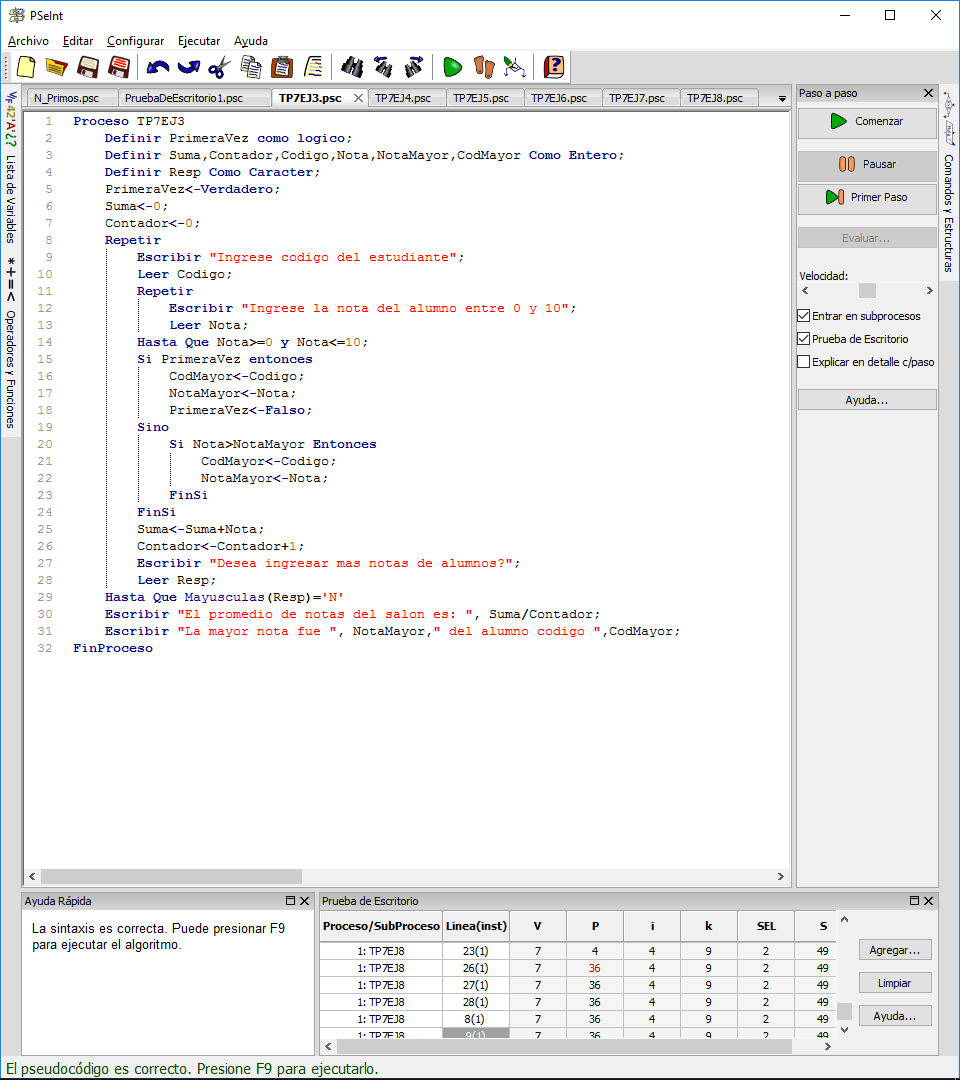 PSeInt
Archivo Editar Configurar Ejecutar Ayuda
N_Primos.psc PruebaDeEscritorio1.psc TP7EJ3.psc TP7EJ4.psc TP7EJ5.psc TP7EJ6.psc TP7EJ7.psc TP7EJ8.psc
Lista de Variables
Operadores y Funciones
1 Proceso TP7EJ3
2 Definir PrimeraVez como logico;
3 Definir Suma,Contador,Codigo,Nota,NotaMayor,CodMayor Como Entero;
4 Definir Resp Como Caracter;
5 PrimeraVez<-Verdadero;
6 Suma<-0;
7 Contador<-0;
8 Repetir
9 Escribir "Ingrese codigo del estudiante";
10 Leer Codigo;
11 Repetir
12 Escribir "Ingrese la nota del alumno entre 0 y 10";
13 Leer Nota;
14 Hasta Que Nota>=0 y Nota<=10;
15 Si PrimeraVez entonces
16 CodMayor<-Codigo;
17 NotaMayor<-Nota;
18 PrimeraVez<-Falso;
19 Sino
20 Si Nota>NotaMayor Entonces
21 CodMayor<-Codigo;
22 NotaMayor<-Nota;
23 FinSi
24 FinSi
25 Suma<-Suma+Nota;
26 Contador<-Contador+1;
27 Escribir "Desea ingresar mas notas de alumnos?";
28 Leer Resp;
29 Hasta Que Mayusculas(Resp)='N'
30 Escribir "El promedio de notas del salon es: ", Suma/Contador;
31 Escribir "La mayor nota fue ", NotaMayor," del alumno codigo ",CodMayor;
32 FinProceso
Paso a paso
Comenzar
Pausar
Primer Paso
Evaluar...
Velocidad:
Entrar en subprocesos
Prueba de Escritorio
Explicar en detalle c/paso
Ayuda...
Comandos y Estructuras
Ayuda Rápida
La sintaxis es correcta. Puede presionar F9
para ejecutar el algoritmo.
Prueba de Escritorio
Proceso/SubProceso Linea(inst) V P i k SEL S
1: TP7EJ8 23(1) 7 4 4 9 2 49
1: TP7EJ8 26(1) 7 36 4 9 2 49
1: TP7EJ8 27(1) 7 36 4 9 2 49
1: TP7EJ8 28(1) 7 36 4 9 2 49
1: TP7EJ8 8(1) 7 36 4 9 2 49
1: TP7EJ8 9(1) 7 36 4 9 2 49
Agregar...
Limpiar
Ayuda...
El pseudocódigo es correcto. Presione F9 para ejecutarlo.